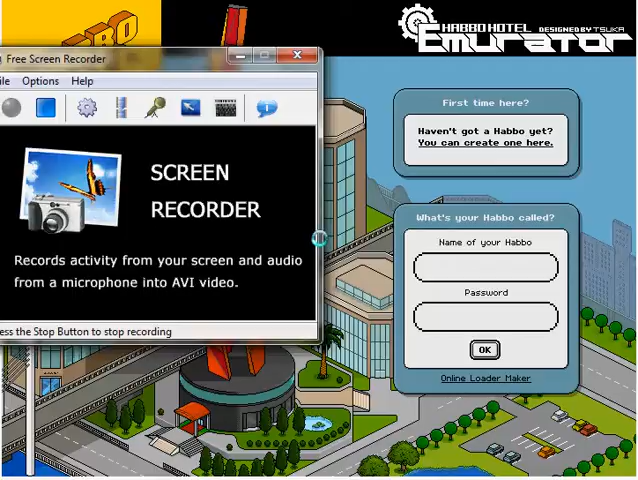 HABBO HOTEL DESIGNED BY TSUKA
Emurator
Free Screen Recorder
ile Options Help
SCREEN
RECORDER
Records activity from your screen and audio
from a microphone into AVI video.
ess the Stop Button to stop recording
First time here?
Haven't got a Habbo yet?
You can create one here.
What's your Habbo called?
Name of your Habbo
Password
OK
Online Loader Maker